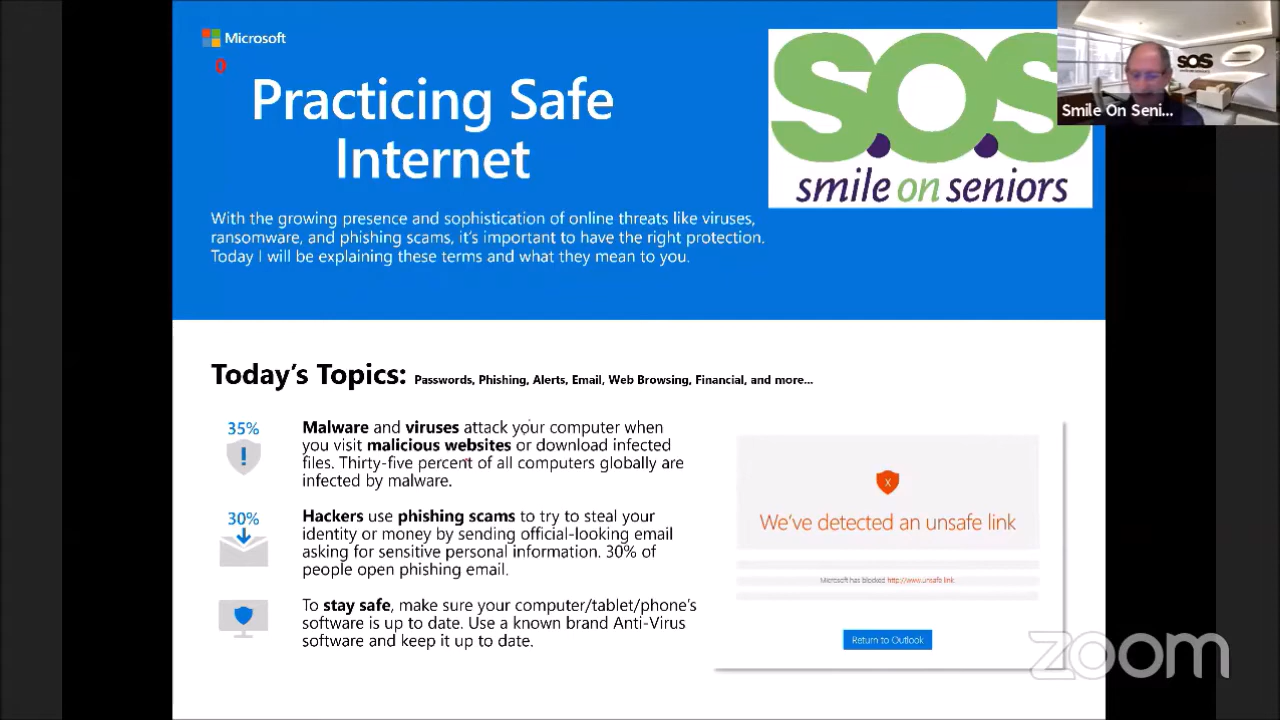 Microsoft
0
Practicing Safe
Internet
With the growing presence and sophistication of online threats like viruses,
ransomware, and phishing scams, it's important to have the right protection.
Today I will be explaining these terms and what they mean to you.
S.O.S
smile on seniors
SOS
Smile On Seni...
Today's Topics: Passwords, Phishing, Alerts, Email, Web Browsing, Financial, and more...
35%
Malware and viruses attack your computer when
you visit malicious websites or download infected
files. Thirty-five percent of all computers globally are
infected by malware.
30%
Hackers use phishing scams to try to steal your
identity or money by sending official-looking email
asking for sensitive personal information. 30% of
people open phishing email.
To stay safe, make sure your computer/tablet/phone's
software is up to date. Use a known brand Anti-Virus
software and keep it up to date.
X
We've detected an unsafe link
Microsoft has blocked http://www.unsafe.link
Return to Outlook
zoom